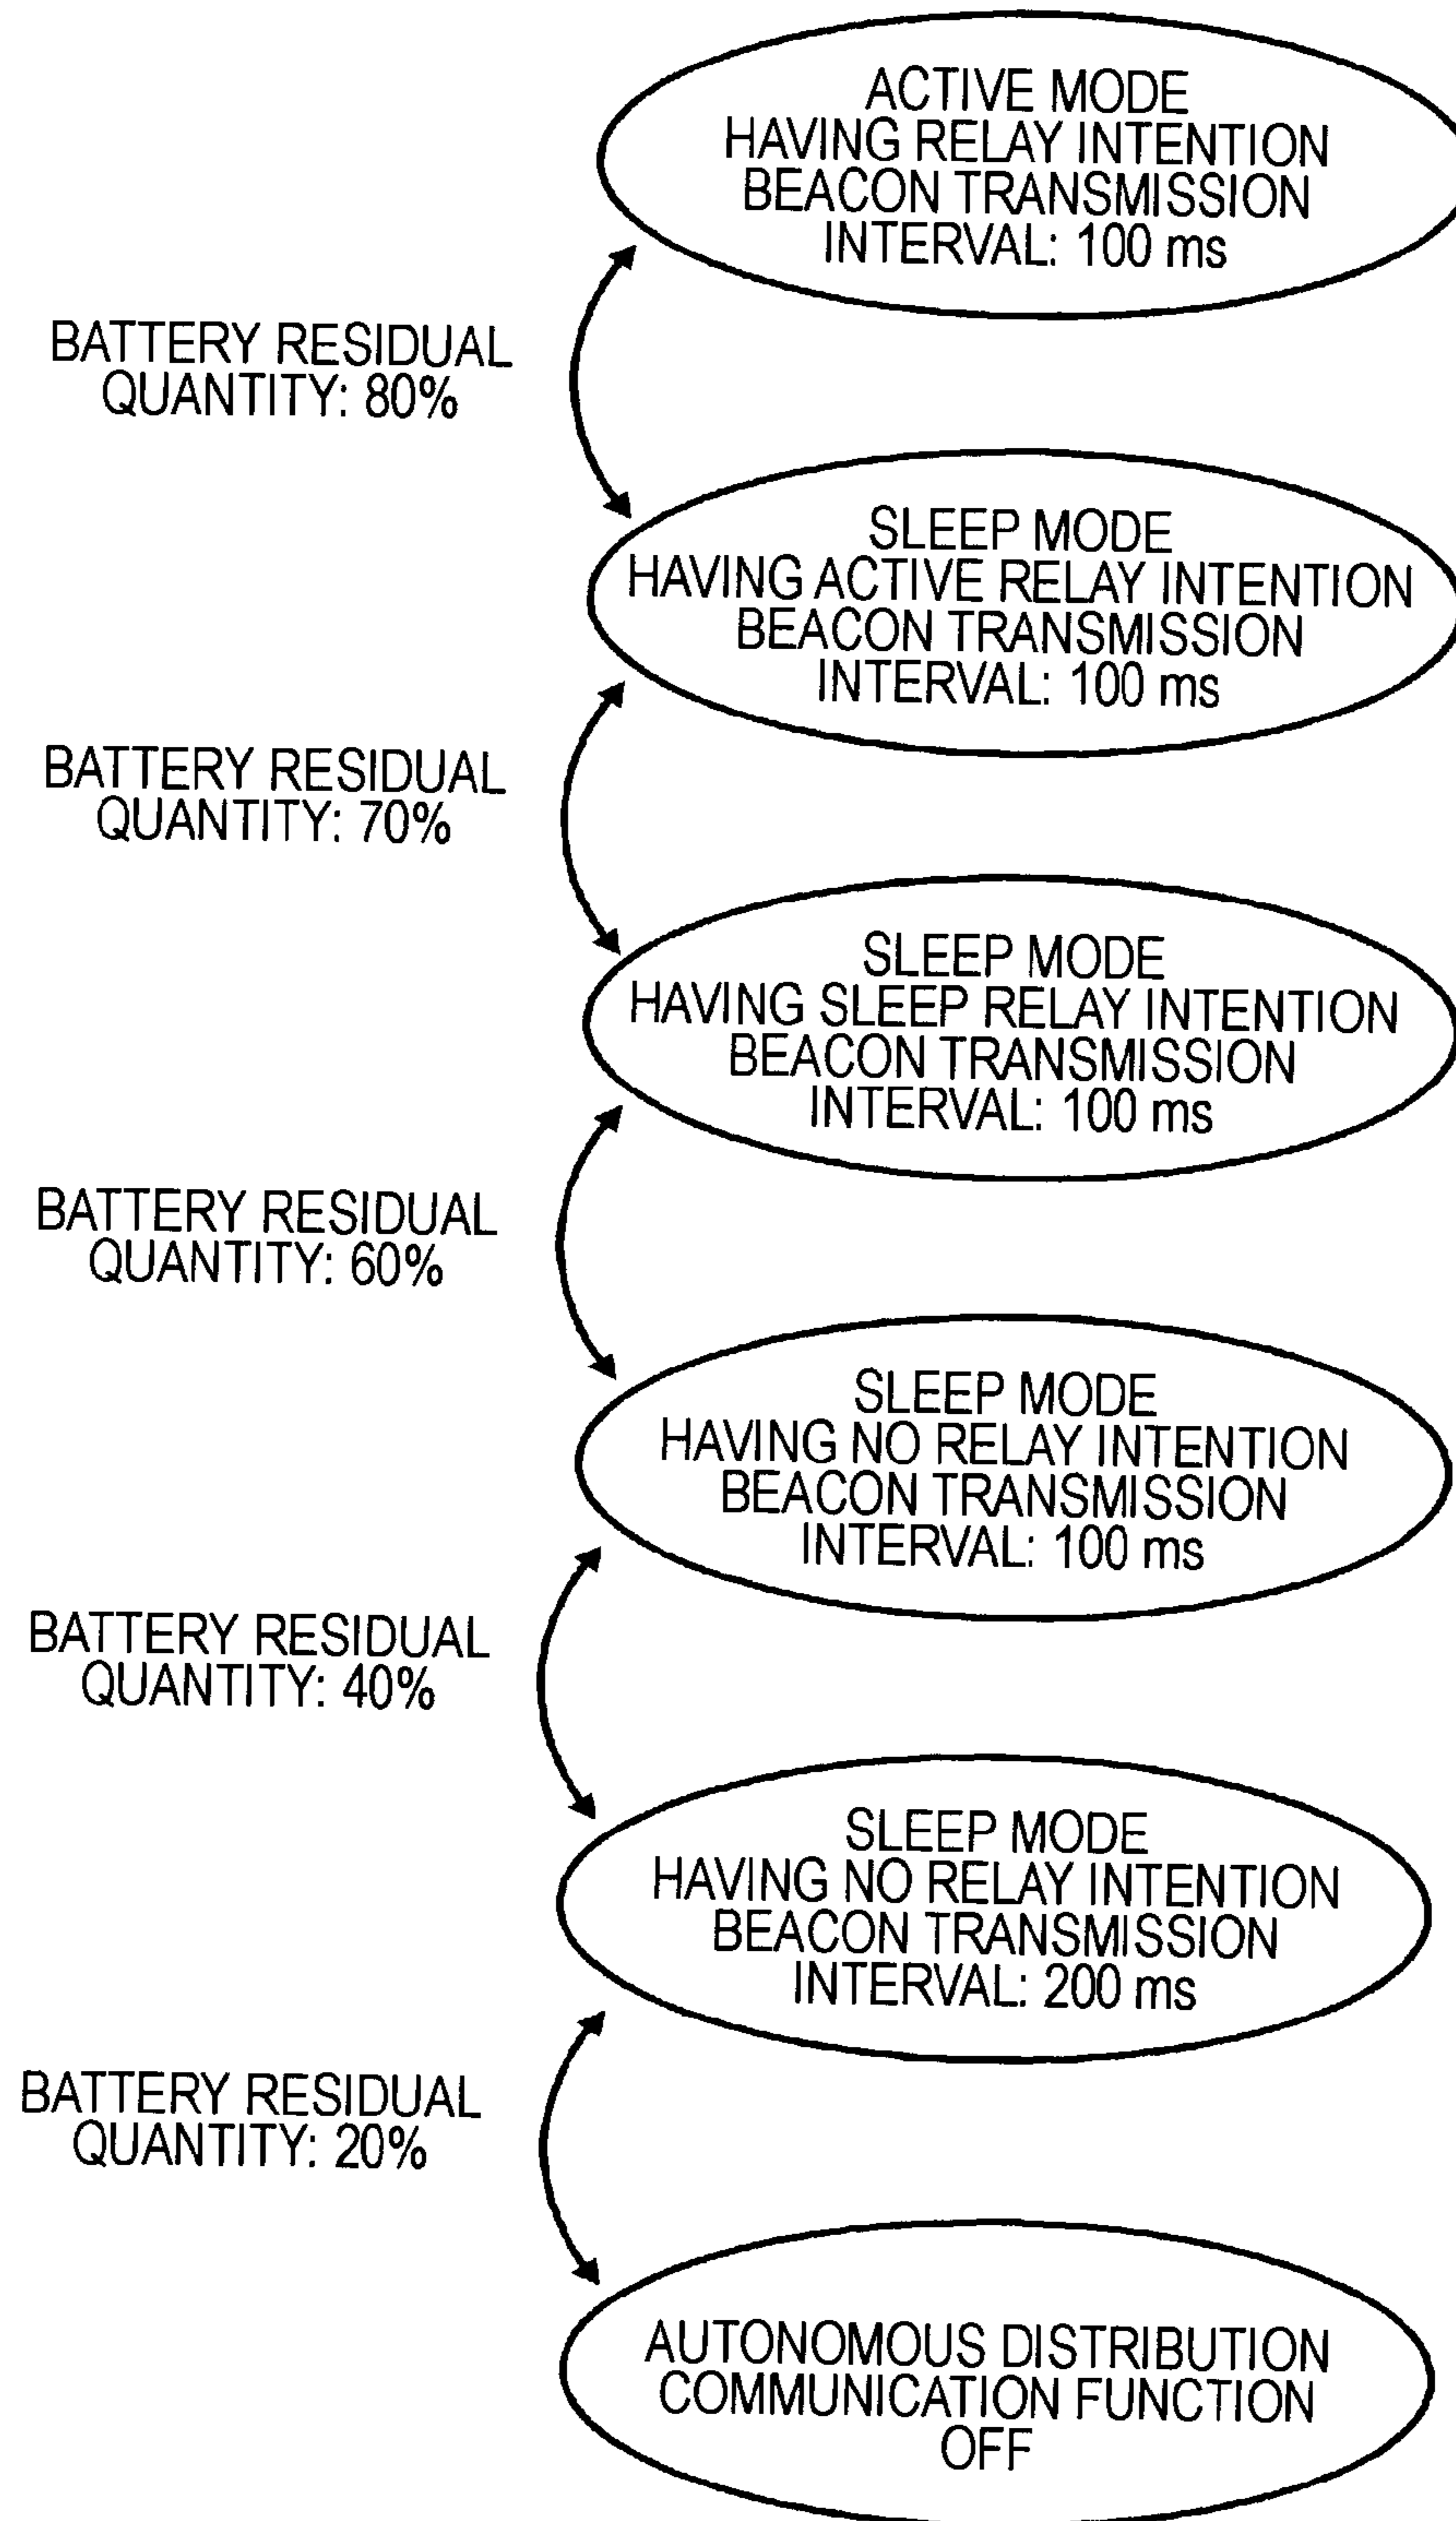 ACTIVE MODE
HAVING RELAY INTENTION
BEACON TRANSMISSION
INTERVAL: 100 ms
BATTERY RESIDUAL
QUANTITY: 80%
SLEEP MODE
HAVING ACTIVE RELAY INTENTION
BEACON TRANSMISSION
INTERVAL: 100 ms
BATTERY RESIDUAL
QUANTITY: 70%
SLEEP MODE
HAVING SLEEP RELAY INTENTION
BEACON TRANSMISSION
INTERVAL: 100 ms
BATTERY RESIDUAL
QUANTITY: 60%
SLEEP MODE
HAVING NO RELAY INTENTION
BEACON TRANSMISSION
INTERVAL: 100 ms
BATTERY RESIDUAL
QUANTITY: 40%
SLEEP MODE
HAVING NO RELAY INTENTION
BEACON TRANSMISSION
INTERVAL: 200 ms
BATTERY RESIDUAL
QUANTITY: 20%
AUTONOMOUS DISTRIBUTION
COMMUNICATION FUNCTION
OFF